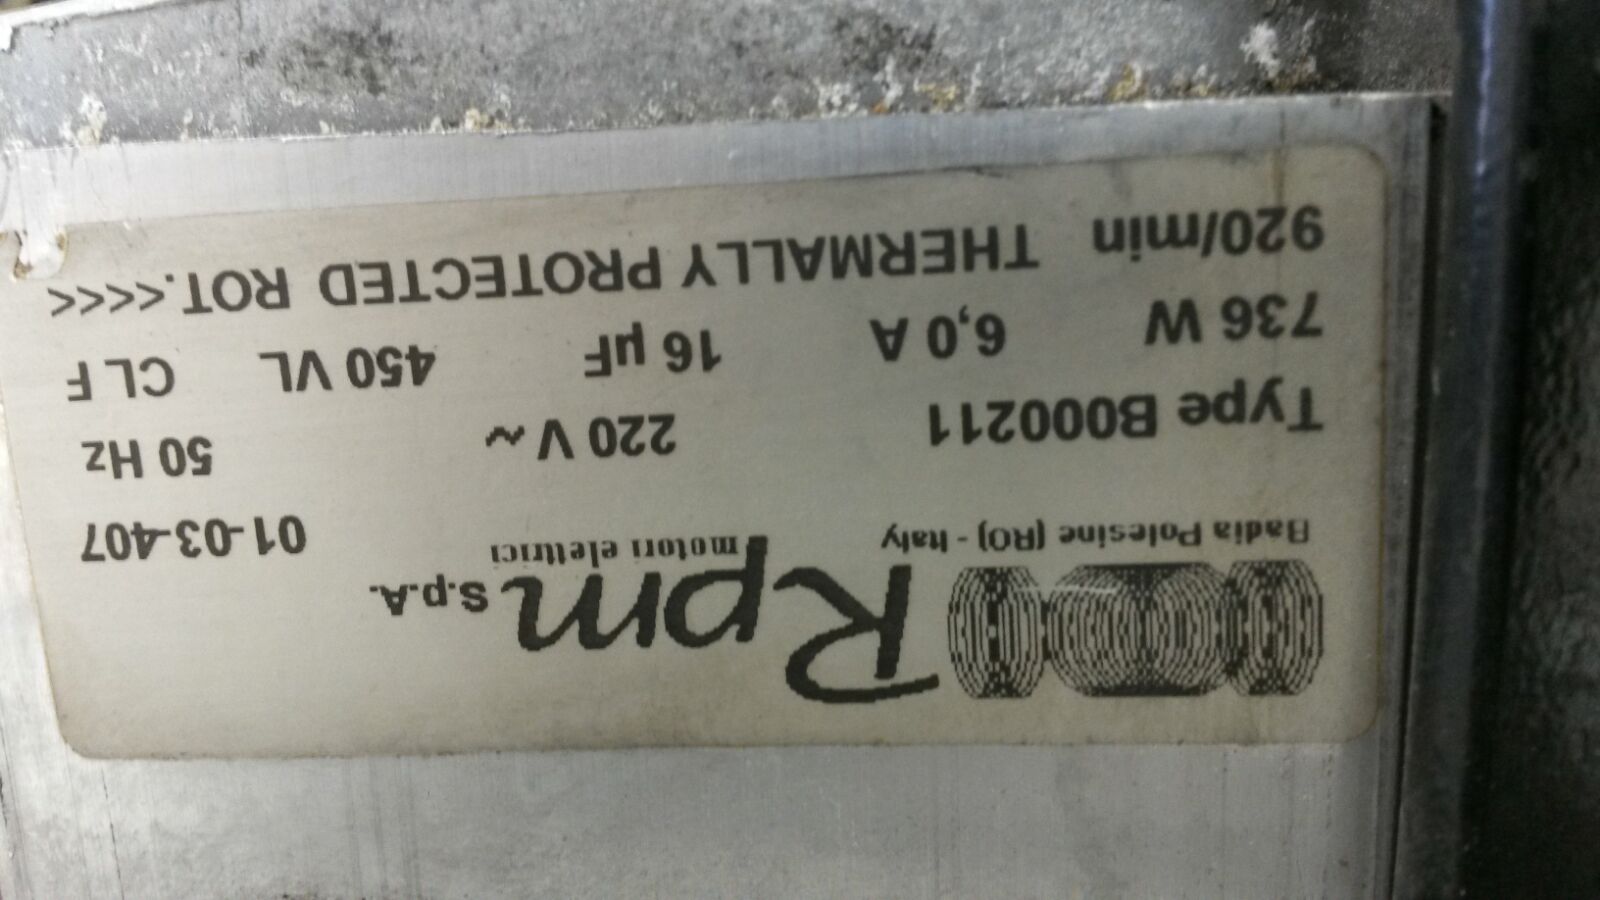 Rpm S.p.A.
motori elettrici
Badia Polesine (RO) - Italy
01-03-407
Type B000211 220 V ~ 50 Hz
736 W 6,0 A 16 µF 450 VL CL F
920/min THERMALLY PROTECTED ROT.<<<<